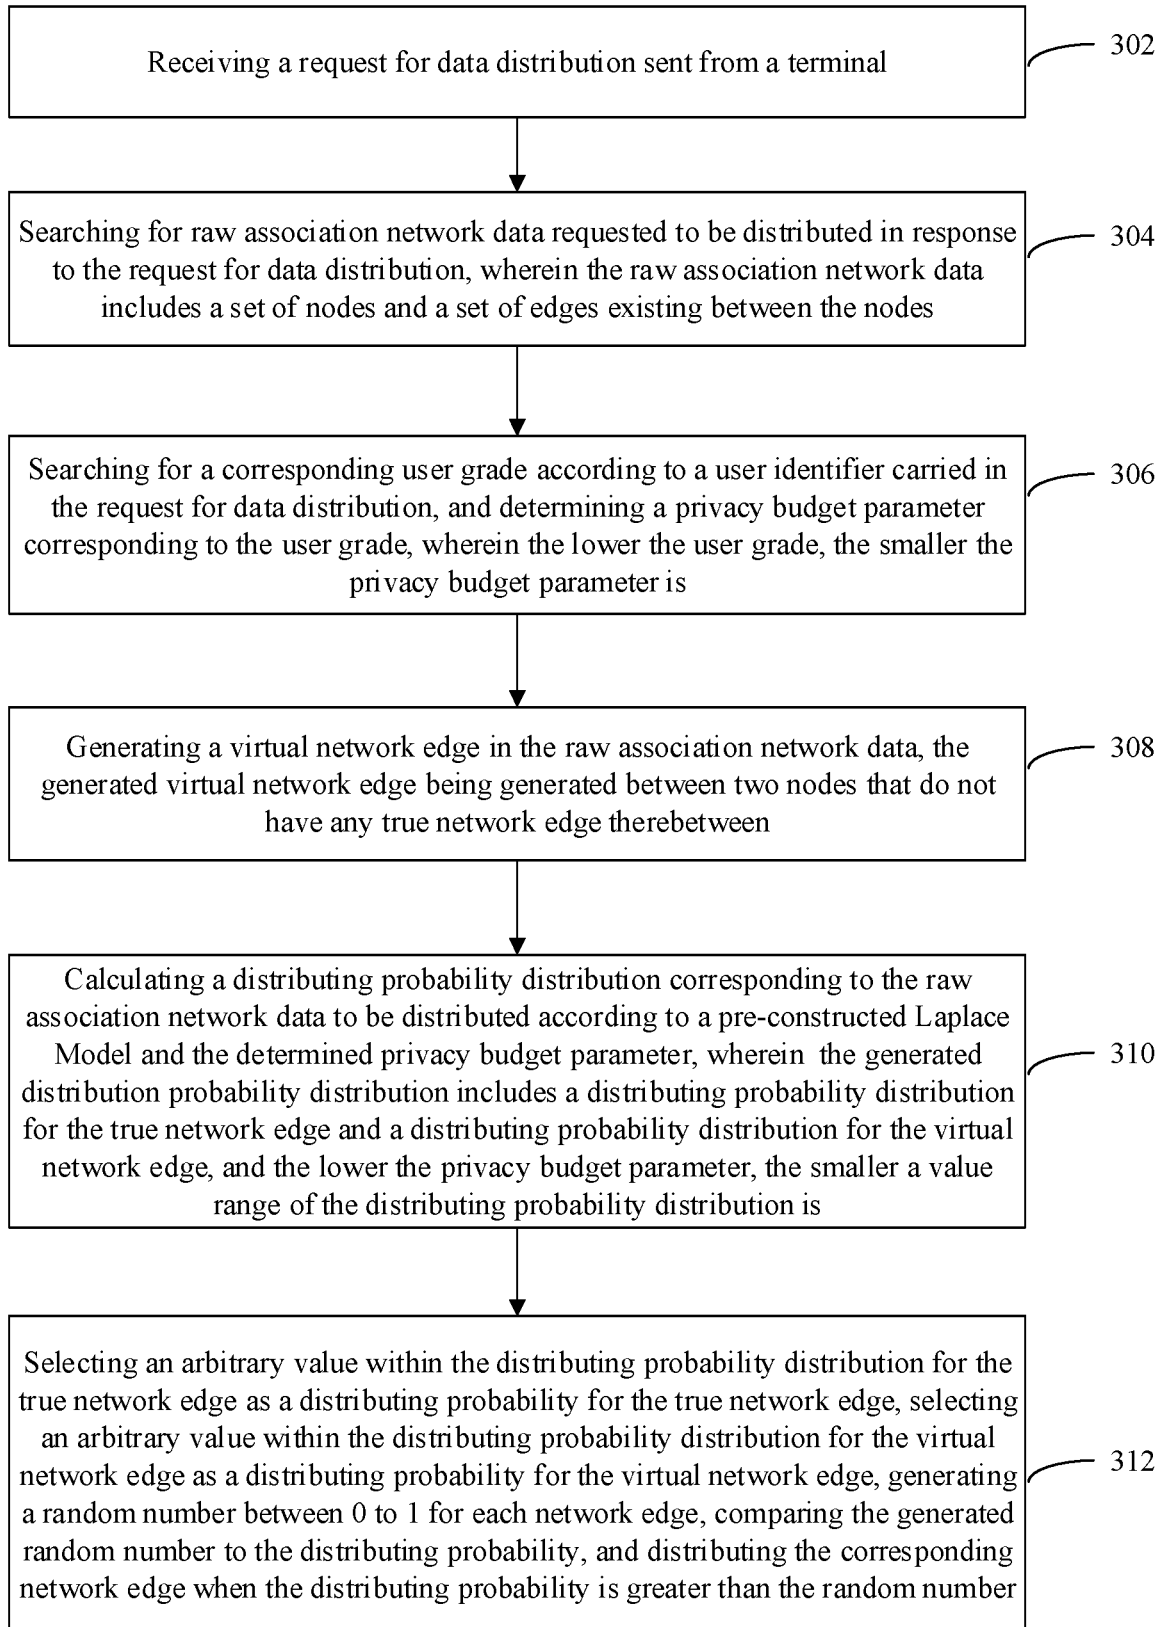 Receiving a request for data distribution sent from a terminal
302
Searching for raw association network data requested to be distributed in response
to the request for data distribution, wherein the raw association network data
includes a set of nodes and a set of edges existing between the nodes
304
Searching for a corresponding user grade according to a user identifier carried in
the request for data distribution, and determining a privacy budget parameter
corresponding to the user grade, wherein the lower the user grade, the smaller the
privacy budget parameter is
306
Generating a virtual network edge in the raw association network data, the
generated virtual network edge being generated between two nodes that do not
have any true network edge therebetween
308
Calculating a distributing probability distribution corresponding to the raw
association network data to be distributed according to a pre-constructed Laplace
Model and the determined privacy budget parameter, wherein the generated
distribution probability distribution includes a distributing probability distribution
for the true network edge and a distributing probability distribution for the virtual
network edge, and the lower the privacy budget parameter, the smaller a value
range of the distributing probability distribution is
310
Selecting an arbitrary value within the distributing probability distribution for the
true network edge as a distributing probability for the true network edge, selecting
an arbitrary value within the distributing probability distribution for the virtual
network edge as a distributing probability for the virtual network edge, generating
a random number between 0 to 1 for each network edge, comparing the generated
random number to the distributing probability, and distributing the corresponding
network edge when the distributing probability is greater than the random number
312